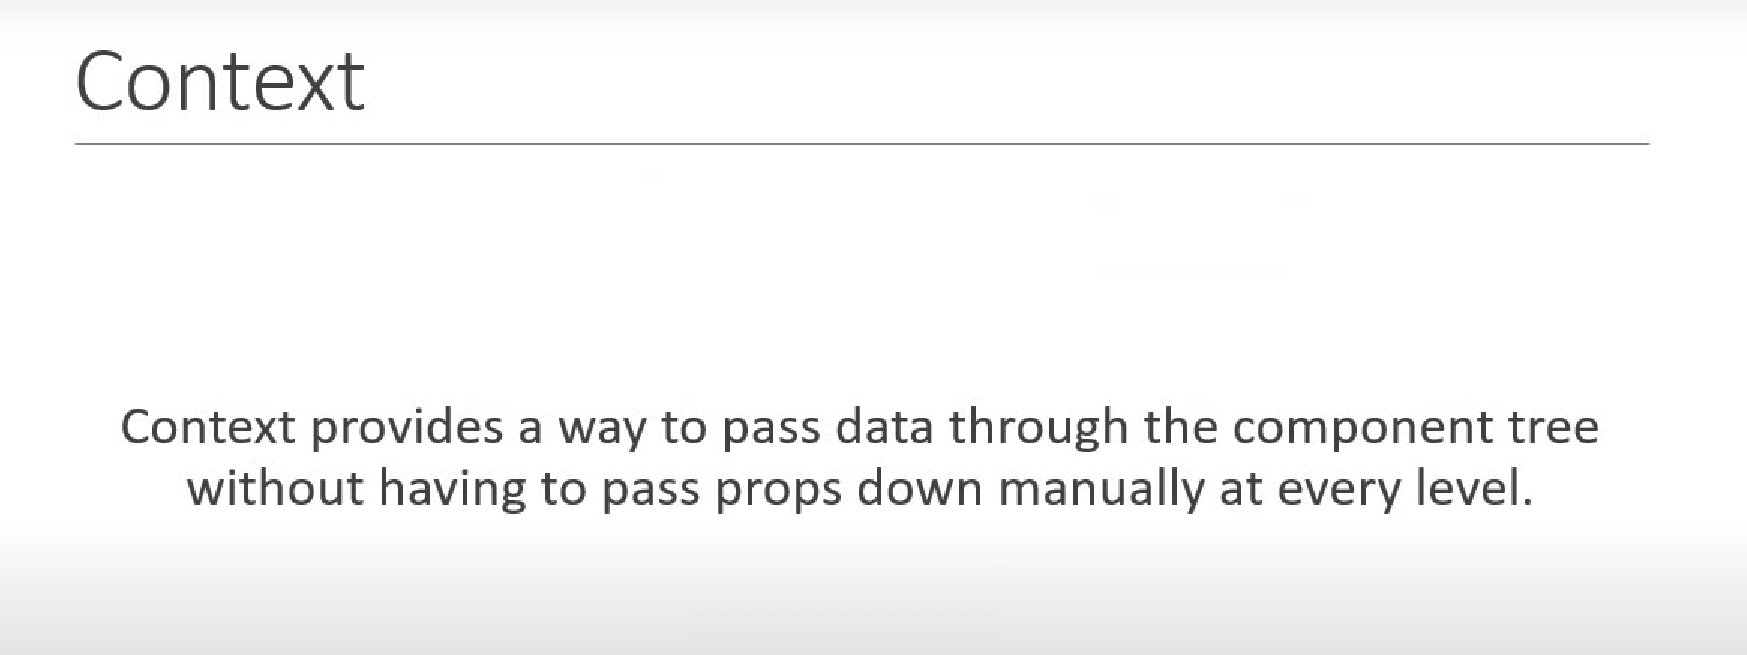 Context
Context provides a way to pass data through the component tree
without having to pass props down manually at every level.